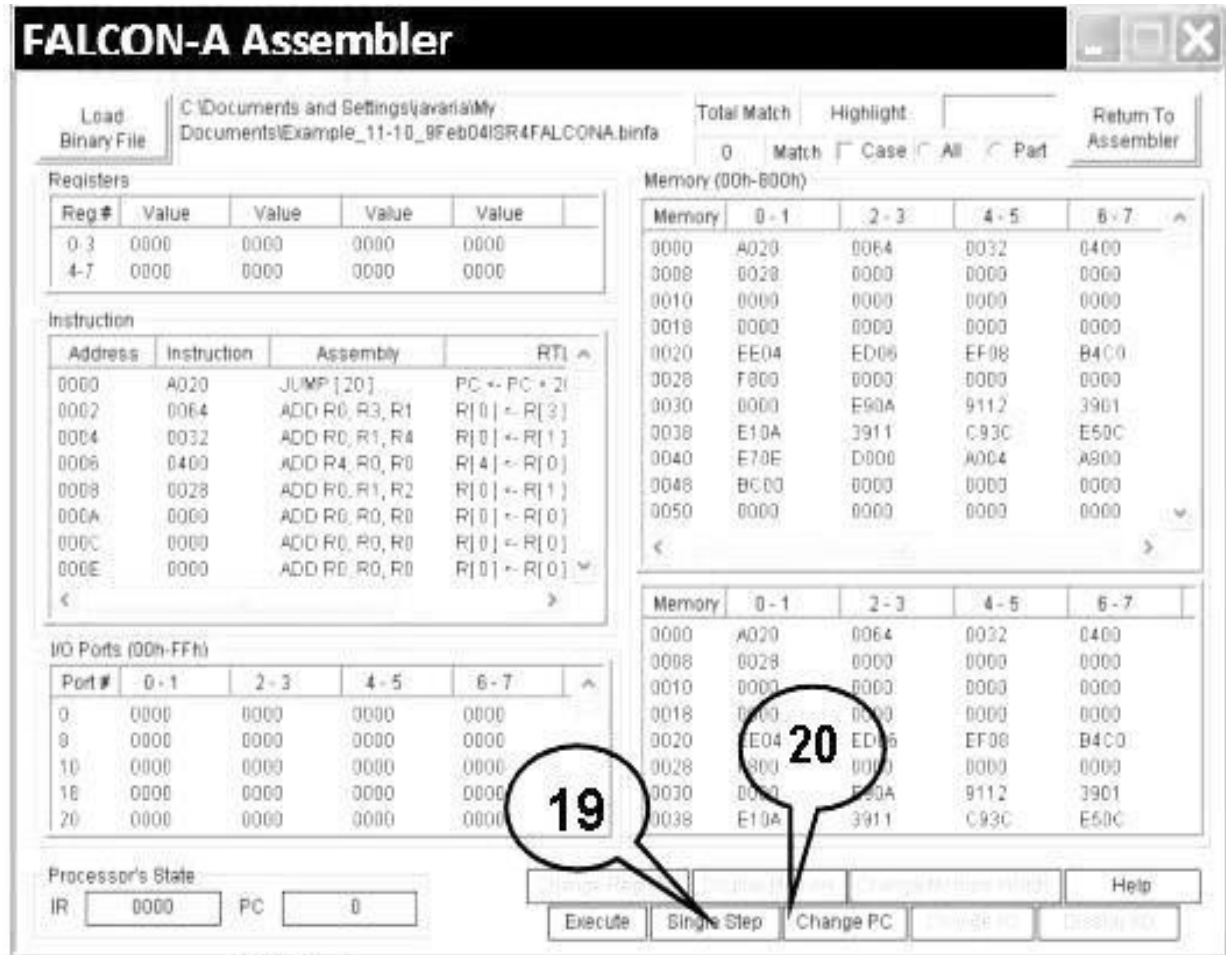 FALCON-A Assembler
Load Binary File
C:\Documents and Settings\javaria\My
Documents\Example_11-10_9Feb04ISR4FALCONA.binfa
Total Match Highlight
0 Match Case All Part
Return To Assembler
Registers
Reg # Value Value Value Value
0-3 0000 0000 0000 0000
4-7 0000 0000 0000 0000
Instruction
Address Instruction Assembly RTL
0000 A020 JUMP [20] PC <- PC + 20
0002 0064 ADD R0, R3, R1 R[0] <- R[3]
0004 0032 ADD R0, R1, R4 R[0] <- R[1]
0006 0400 ADD R4, R0, R0 R[4] <- R[0]
0008 0028 ADD R0, R1, R2 R[0] <- R[1]
000A 0000 ADD R0, R0, R0 R[0] <- R[0]
000C 0000 ADD R0, R0, R0 R[0] <- R[0]
000E 0000 ADD R0, R0, R0 R[0] <- R[0]
I/O Ports (00h-FFh)
Port # 0 - 1 2 - 3 4 - 5 6 - 7
0 0000 0000 0000 0000
8 0000 0000 0000 0000
10 0000 0000 0000 0000
18 0000 0000 0000 0000
20 0000 0000 0000 0000
Memory (00h-800h)
Memory 0 - 1 2 - 3 4 - 5 6 - 7
0000 A020 0064 0032 0400
0008 0028 0000 0000 0000
0010 0000 0000 0000 0000
0018 0000 0000 0000 0000
0020 EE04 ED06 EF08 B4C0
0028 F800 0000 0000 0000
0030 0000 E90A 9112 3901
0038 E10A 3911 C93C E50C
0040 E70E D000 A004 A800
0048 BC00 0000 0000 0000
0050 0000 0000 0000 0000
Memory 0 - 1 2 - 3 4 - 5 6 - 7
0000 A020 0064 0032 0400
0008 0028 0000 0000 0000
0010 0000 0000 0000 0000
0018 0000 0000 0000
0020 EE04 ED06 EF08 B4C0
0028 F800 0000 0000 0000
0030 0000 E90A 9112 3901
0038 E10A 3911 C93C E50C
19
20
Processor's State
IR 0000 PC 0
Help
Execute Single Step Change PC